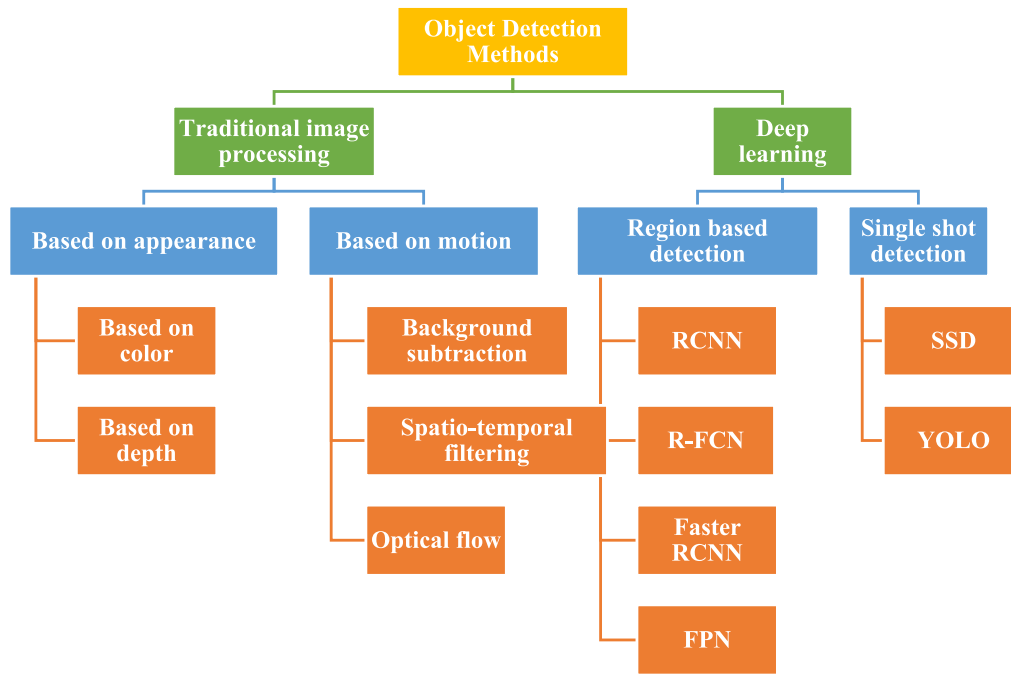 Object Detection
Methods
Traditional image
processing
Deep
learning
Based on appearance
Based on motion
Region based
detection
Single shot
detection
Based on
color
Background
subtraction
RCNN
SSD
Based on
depth
Spatio-temporal
filtering
R-FCN
YOLO
Optical flow
Faster
RCNN
FPN